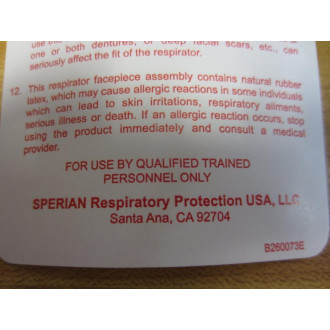 use this
one or both dentures, or deep facial scars, etc., can
seriously affect the fit of the respirator.
12. This respirator facepiece assembly contains natural rubber
latex, which may cause allergic reactions in some individuals
which can lead to skin irritations, respiratory ailments,
serious illness or death. If an allergic reaction occurs, stop
using the product immediately and consult a medical
provider.
FOR USE BY QUALIFIED TRAINED
PERSONNEL ONLY
SPERIAN Respiratory Protection USA, LLC
Santa Ana, CA 92704
B260073E